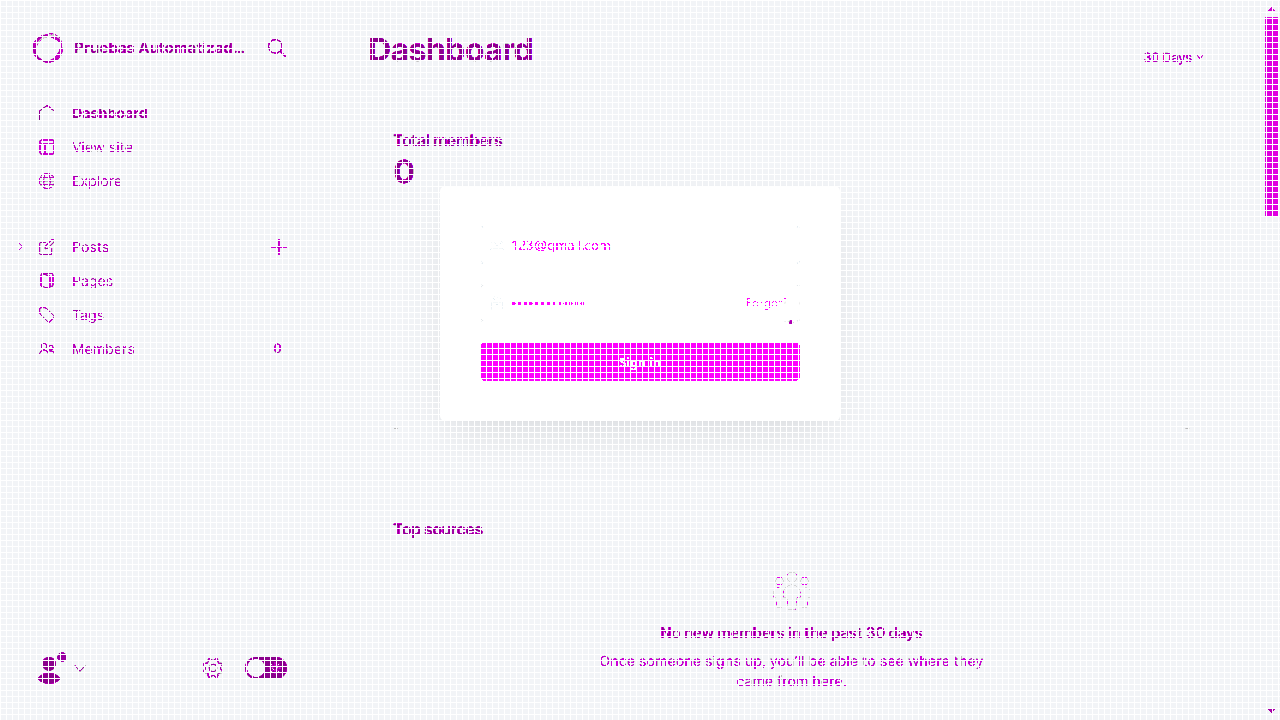 Pruebas Automatizad...
Dashboard
View site
Explore
Posts
Pages
Tags
Members 0
Dashboard
30 Days
Total members
0
123@gmail.com
Forgot?
Sign in
Top sources
No new members in the past 30 days
Once someone signs up, you'll be able to see where they
came from here.